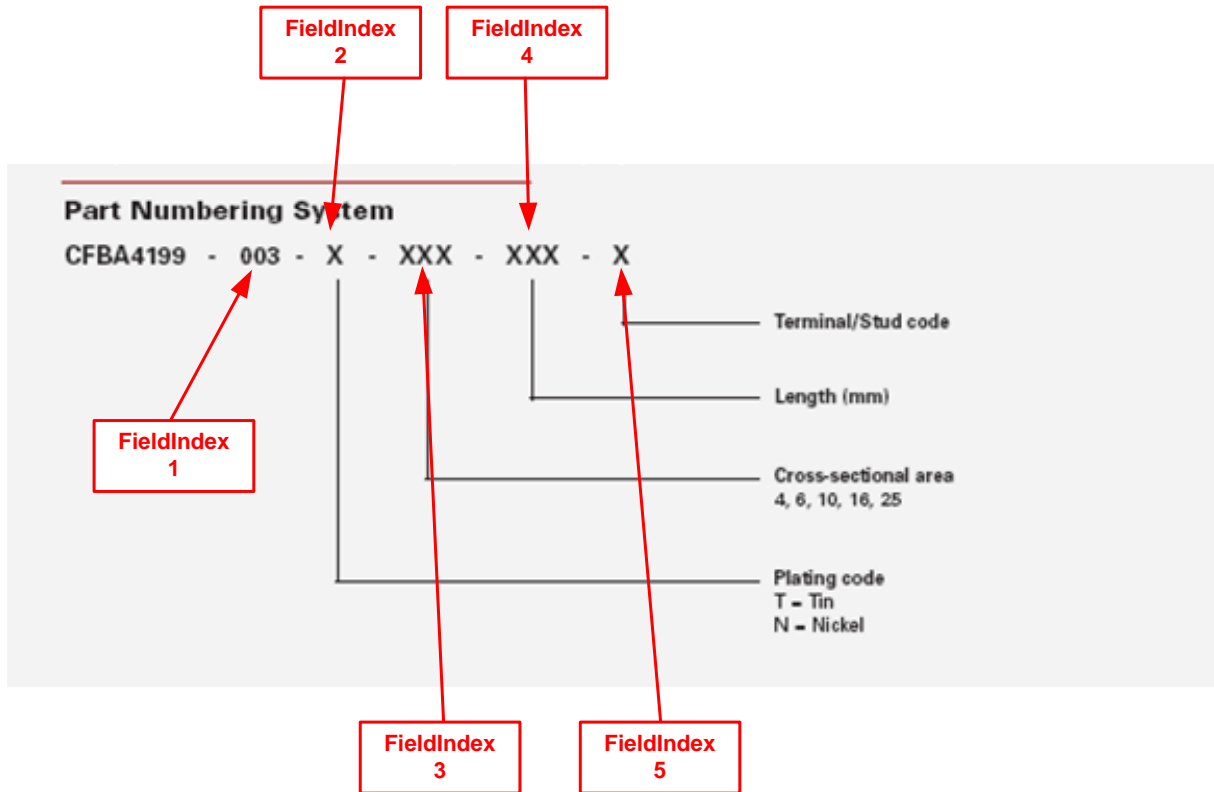 FieldIndex
2
FieldIndex
4
Part Numbering System
CFBA4199 - 003 - X - XXX - XXX - X
Terminal/Stud code
Length (mm)
FieldIndex
1
Cross-sectional area
4, 6, 10, 16, 25
Plating code
T – Tin
N – Nickel
FieldIndex
3
FieldIndex
5